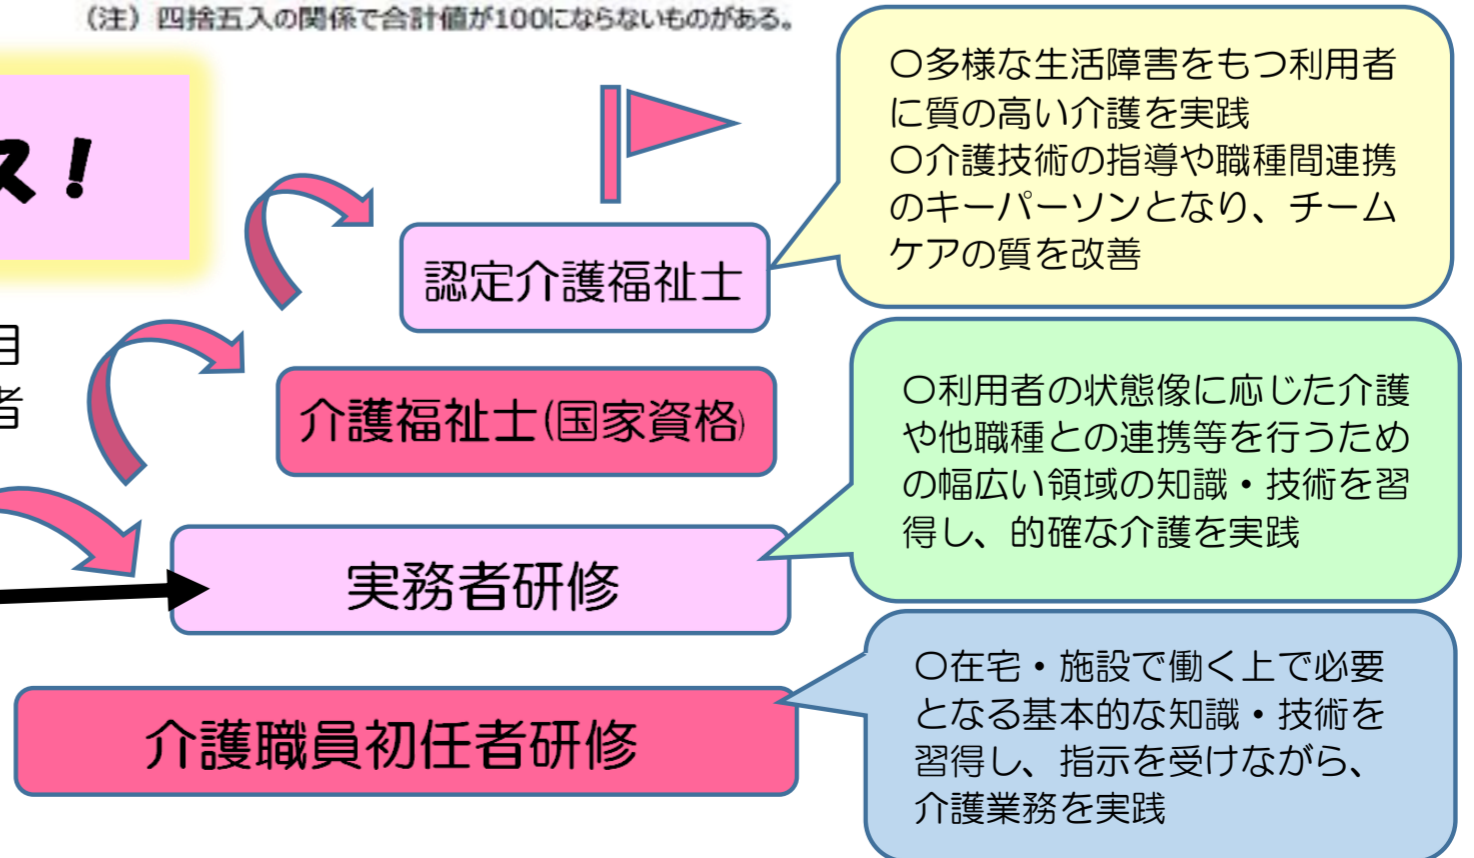 （注）四捨五入の関係で合計値が100にならないものがある。
ス！
〇多様な生活障害をもつ利用者
に質の高い介護を実践
〇介護技術の指導や職種間連携
のキーパーソンとなり、チーム
ケアの質を改善
認定介護福祉士
者
介護福祉士(国家資格)
〇利用者の状態像に応じた介護
や他職種との連携等を行うため
の幅広い領域の知識・技術を習
得し、的確な介護を実践
実務者研修
〇在宅・施設で働く上で必要
となる基本的な知識・技術を
習得し、指示を受けながら、
介護業務を実践
介護職員初任者研修